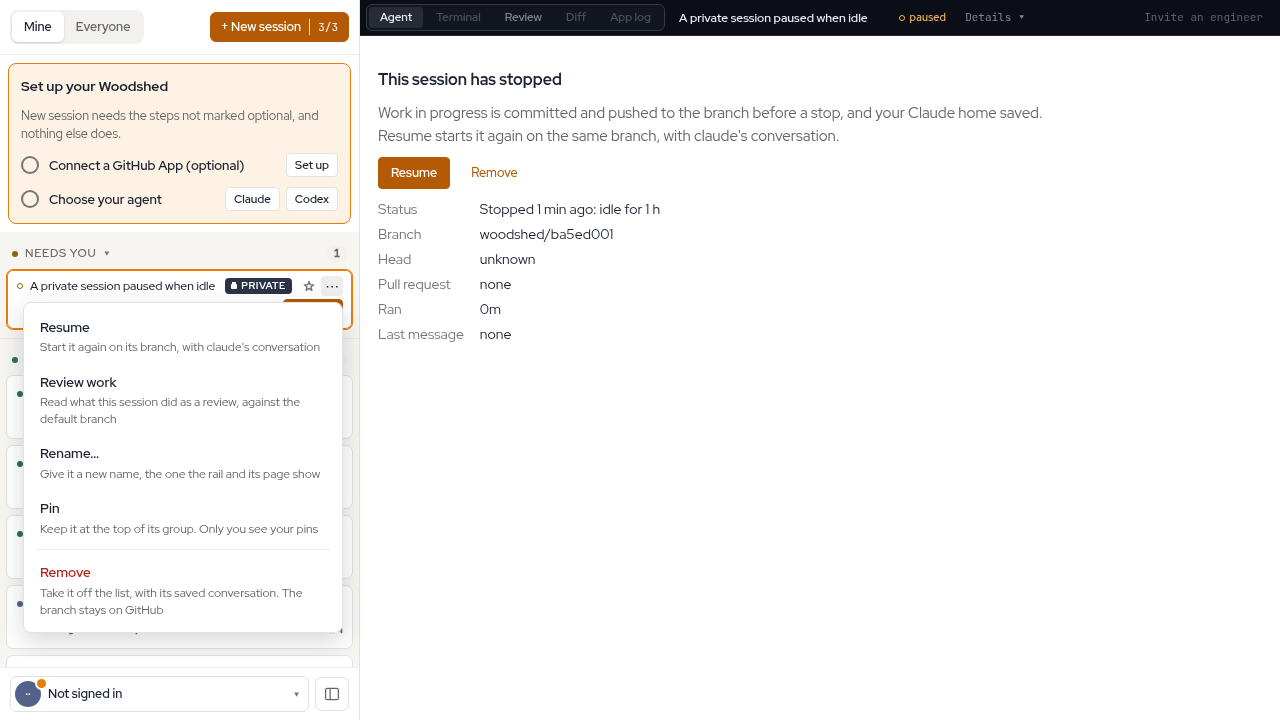 Mine
Everyone
+ New session 3/3
Set up your Woodshed
New session needs the steps not marked optional, and
nothing else does.
Connect a GitHub App (optional)
Set up
Choose your agent
Claude
Codex
NEEDS YOU ▾
1
A private session paused when idle
PRIVATE
Resume
Start it again on its branch, with claude's conversation
Review work
Read what this session did as a review, against the
default branch
Rename...
Give it a new name, the one the rail and its page show
Pin
Keep it at the top of its group. Only you see your pins
Remove
Take it off the list, with its saved conversation. The
branch stays on GitHub
Not signed in
Agent
Terminal
Review
Diff
App log
A private session paused when idle
paused
Details ▾
Invite an engineer
This session has stopped
Work in progress is committed and pushed to the branch before a stop, and your Claude home saved.
Resume starts it again on the same branch, with claude's conversation.
Resume
Remove
Status Stopped 1 min ago: idle for 1 h
Branch woodshed/ba5ed001
Head unknown
Pull request none
Ran 0m
Last message none